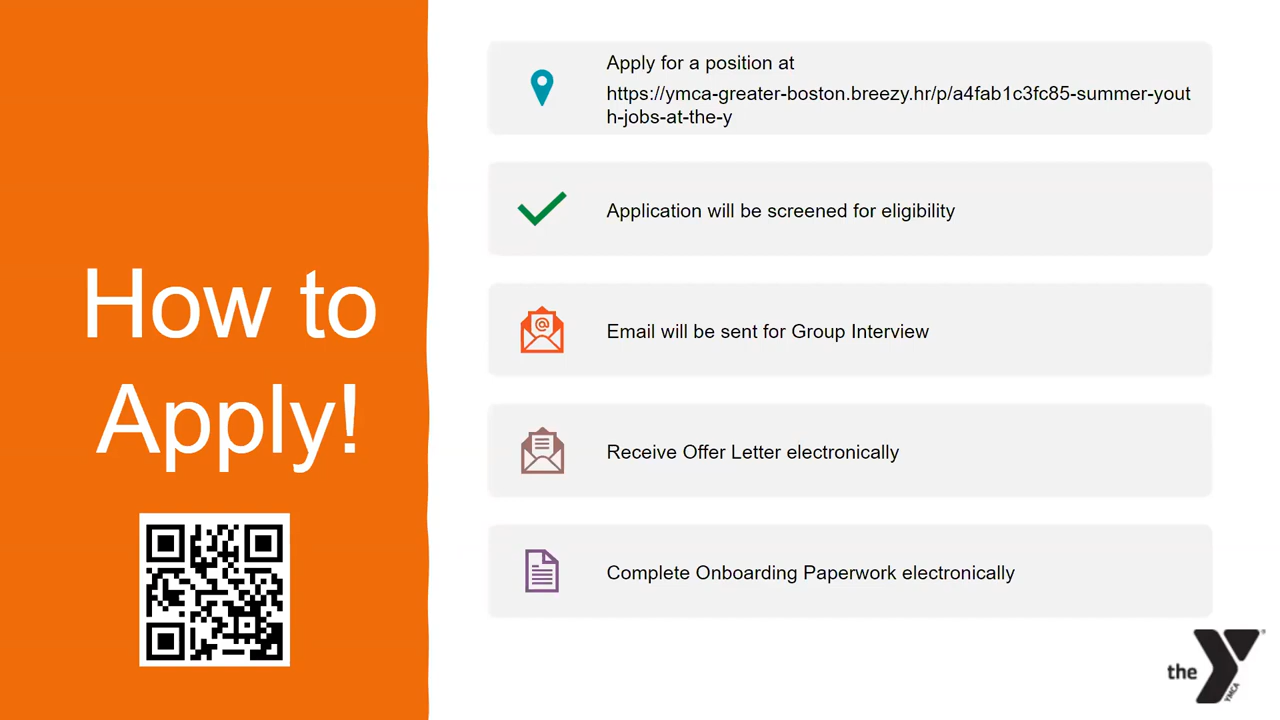 How to
Apply!
Apply for a position at
https://ymca-greater-boston.breezy.hr/p/a4fab1c3fc85-summer-yout
h-jobs-at-the-y
Application will be screened for eligibility
@
Email will be sent for Group Interview
Receive Offer Letter electronically
Complete Onboarding Paperwork electronically
the Y®
YMCA